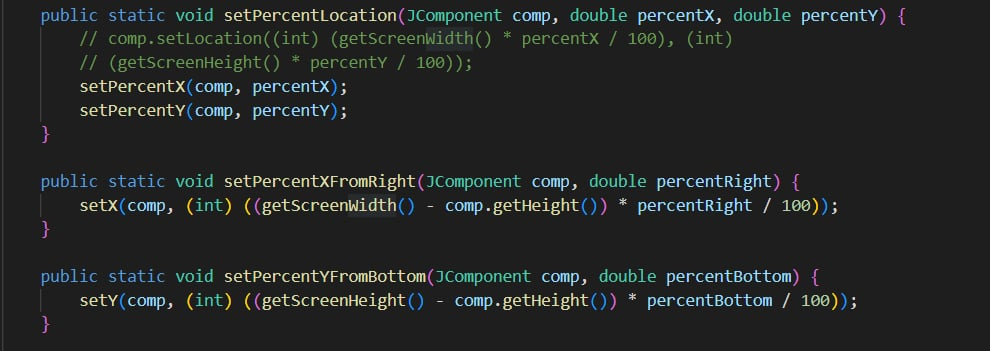 public static void setPercentLocation(JComponent comp, double percentX, double percentY) {
// comp.setLocation((int) (getScreenWidth() * percentX / 100), (int)
// (getScreenHeight() * percentY / 100));
setPercentX(comp, percentX);
setPercentY(comp, percentY);
}
public static void setPercentXFromRight(JComponent comp, double percentRight) {
setX(comp, (int) ((getScreenWidth() - comp.getHeight()) * percentRight / 100));
}
public static void setPercentYFromBottom(JComponent comp, double percentBottom) {
setY(comp, (int) ((getScreenHeight() - comp.getHeight()) * percentBottom / 100));
}